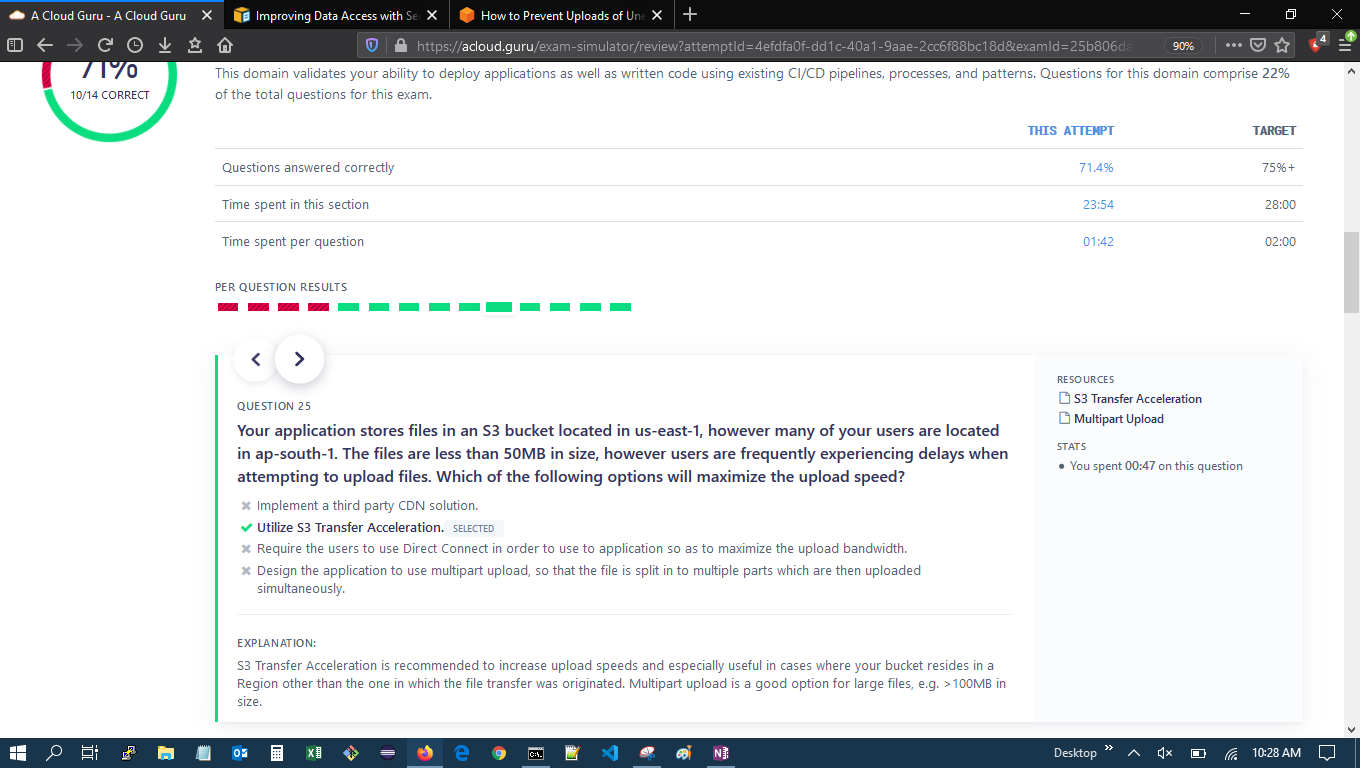 A Cloud Guru - A Cloud Guru
Improving Data Access with Se
How to Prevent Uploads of Une
https://acloud.guru/exam-simulator/review?attemptId=4efdfa0f-dd1c-40a1-9aae-2cc6f88bc18d&examId=25b806da
90%
4
71%
10/14 CORRECT
This domain validates your ability to deploy applications as well as written code using existing CI/CD pipelines, processes, and patterns. Questions for this domain comprise 22%
of the total questions for this exam.
THIS ATTEMPT TARGET
Questions answered correctly 71.4% 75%+
Time spent in this section 23:54 28:00
Time spent per question 01:42 02:00
PER QUESTION RESULTS
QUESTION 25
Your application stores files in an S3 bucket located in us-east-1, however many of your users are located
in ap-south-1. The files are less than 50MB in size, however users are frequently experiencing delays when
attempting to upload files. Which of the following options will maximize the upload speed?
Implement a third party CDN solution.
Utilize S3 Transfer Acceleration. SELECTED
Require the users to use Direct Connect in order to use to application so as to maximize the upload bandwidth.
Design the application to use multipart upload, so that the file is split in to multiple parts which are then uploaded
simultaneously.
EXPLANATION:
S3 Transfer Acceleration is recommended to increase upload speeds and especially useful in cases where your bucket resides in a
Region other than the one in which the file transfer was originated. Multipart upload is a good option for large files, e.g. >100MB in
size.
RESOURCES
S3 Transfer Acceleration
Multipart Upload
STATS
You spent 00:47 on this question
Desktop
10:28 AM